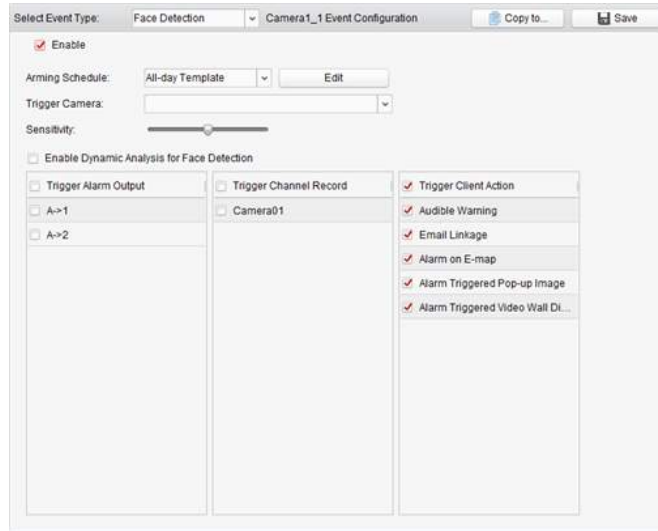 Select Event Type: Face Detection Camera1_1 Event Configuration Copy to... Save
Enable
Arming Schedule: All-day Template Edit
Trigger Camera:
Sensitivity:
Enable Dynamic Analysis for Face Detection
Trigger Alarm Output Trigger Channel Record Trigger Client Action
A->1 Camera01 Audible Warning
A->2 Email Linkage
Alarm on E-map
Alarm Triggered Pop-up Image
Alarm Triggered Video Wall Di...